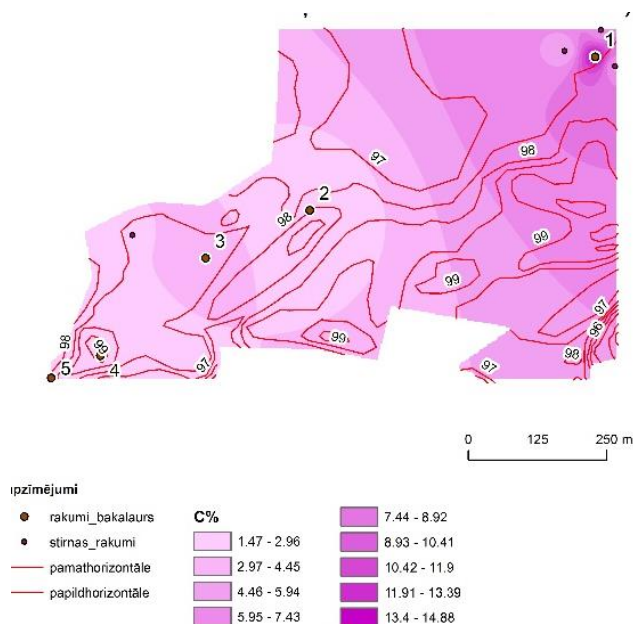 1
98
97
2
98
99
3
99
99
97
96
98
99
98
99
97
97
5
4
0 125 250 m
apzīmējumi
rakumi_bakalaurs
C%
7.44 - 8.92
stirnas_rakumi
1.47 - 2.96
8.93 - 10.41
pamathorizontāle
2.97 - 4.45
10.42 - 11.9
papildhorizontāle
4.46 - 5.94
11.91 - 13.39
5.95 - 7.43
13.4 - 14.88